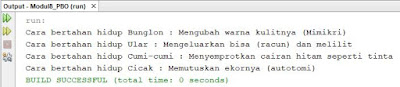 Output - Modul8_PBO (run)
run:
Cara bertahan hidup Bunglon : Mengubah warna kulitnya (Mimikri)
Cara bertahan hidup Ular : Mengeluarkan bisa (racun) dan melilit
Cara bertahan hidup Cumi-cumi : Menyemprotkan cairan hitam seperti tinta
Cara bertahan hidup Cicak : Memutuskan ekornya (autotomi)
BUILD SUCCESSFUL (total time: 0 seconds)